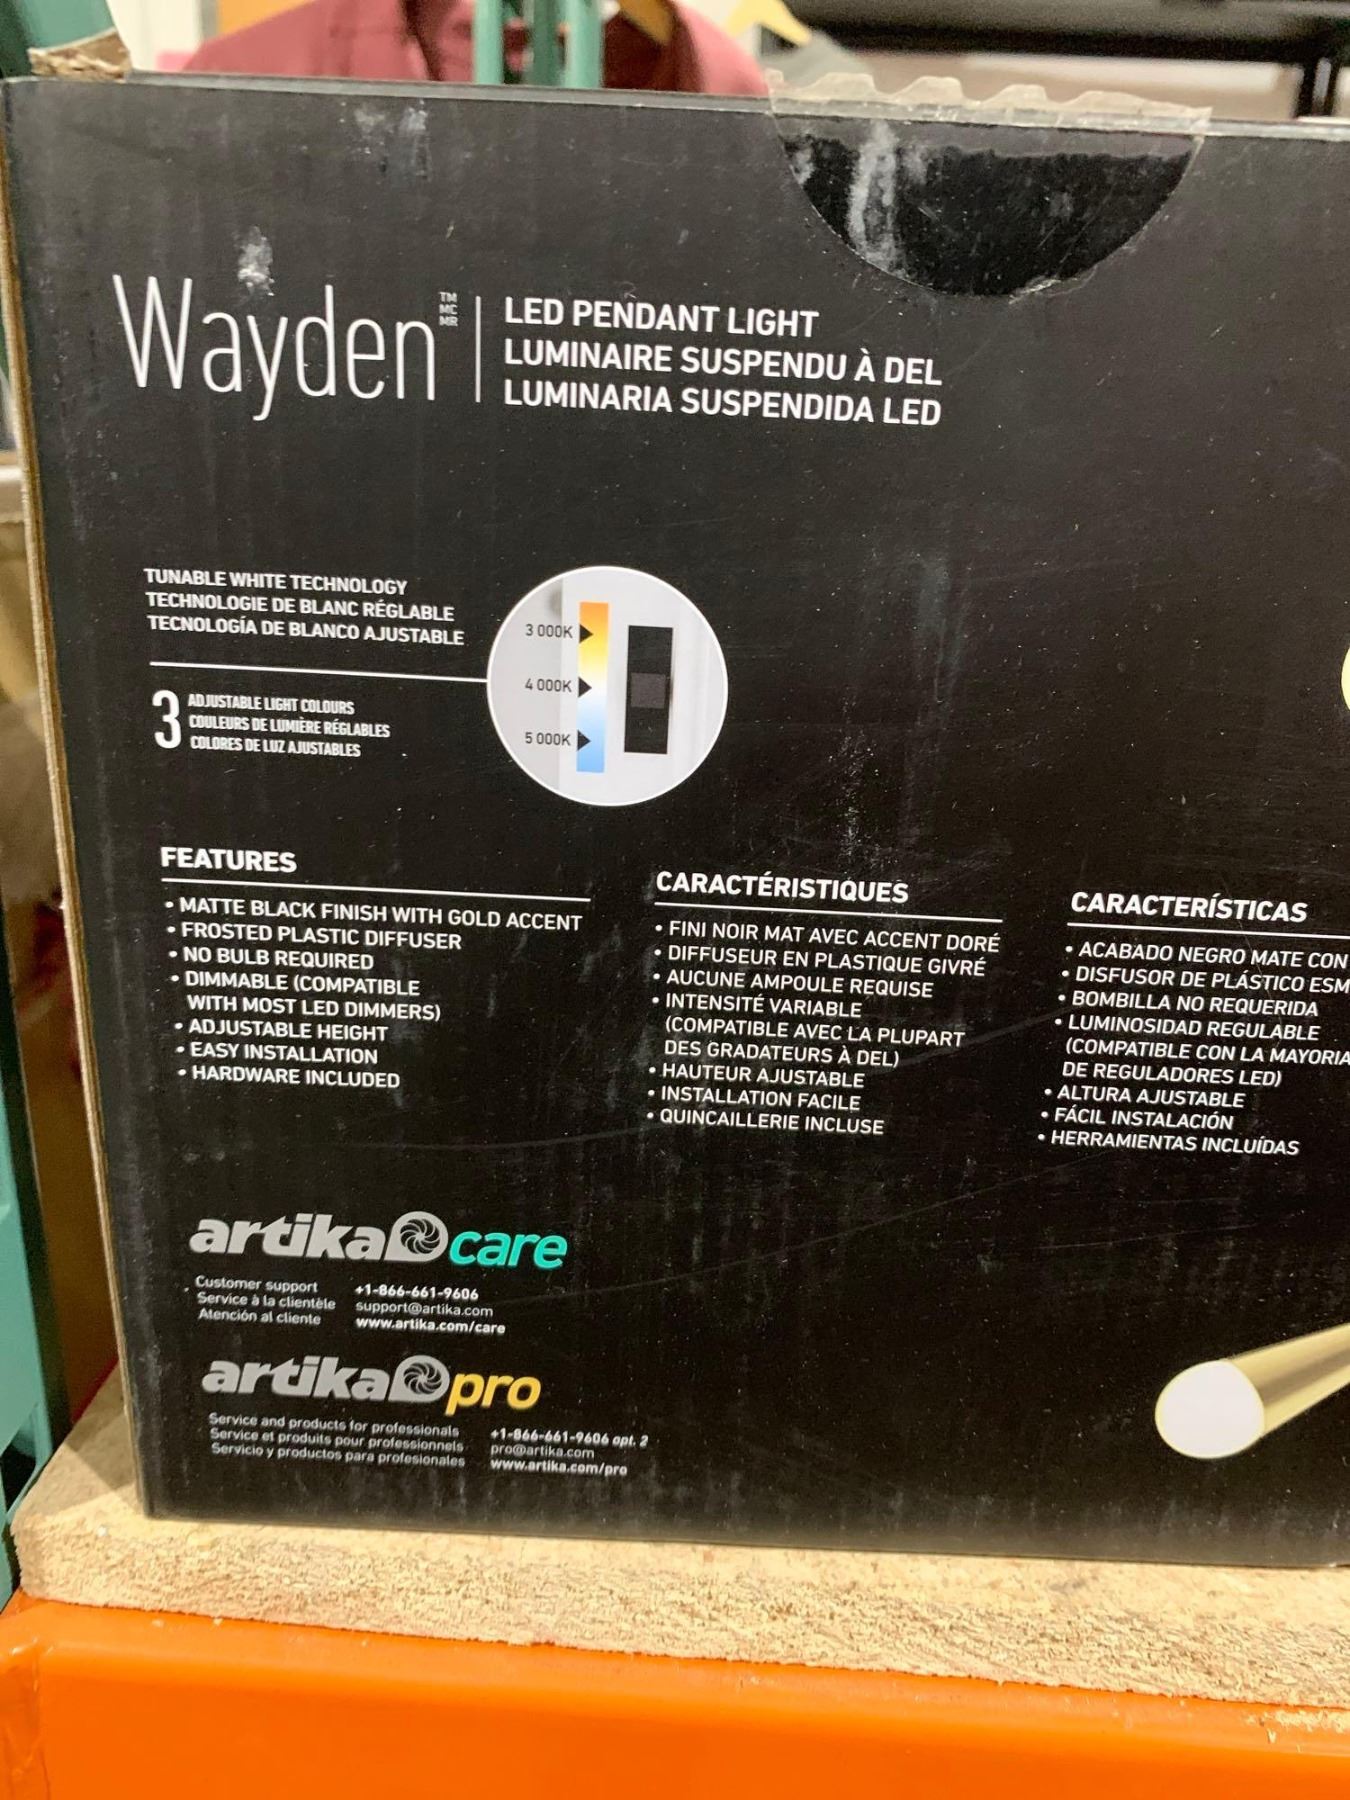 Wayden
TM
MC
MR
LED PENDANT LIGHT
LUMINAIRE SUSPENDU À DEL
LUMINARIA SUSPENDIDA LED
TUNABLE WHITE TECHNOLOGY
TECHNOLOGIE DE BLANC RÉGLABLE
TECNOLOGÍA DE BLANCO AJUSTABLE
3
ADJUSTABLE LIGHT COLOURS
COULEURS DE LUMIÈRE RÉGLABLES
COLORES DE LUZ AJUSTABLES
3 000K
4 000K
5 000K
FEATURES
• MATTE BLACK FINISH WITH GOLD ACCENT
• FROSTED PLASTIC DIFFUSER
• NO BULB REQUIRED
• DIMMABLE (COMPATIBLE
WITH MOST LED DIMMERS)
• ADJUSTABLE HEIGHT
• EASY INSTALLATION
• HARDWARE INCLUDED
CARACTÉRISTIQUES
• FINI NOIR MAT AVEC ACCENT DORÉ
• DIFFUSEUR EN PLASTIQUE GIVRÉ
• AUCUNE AMPOULE REQUISE
• INTENSITÉ VARIABLE
(COMPATIBLE AVEC LA PLUPART
DES GRADATEURS À DEL)
• HAUTEUR AJUSTABLE
• INSTALLATION FACILE
• QUINCAILLERIE INCLUSE
CARACTERÍSTICAS
• ACABADO NEGRO MATE CON
• DISFUSOR DE PLÁSTICO ESM
• BOMBILLA NO REQUERIDA
• LUMINOSIDAD REGULABLE
(COMPATIBLE CON LA MAYORIA
DE REGULADORES LED)
• ALTURA AJUSTABLE
• FÁCIL INSTALACIÓN
• HERRAMIENTAS INCLUÍDAS
artika care
Customer support
Service à la clientèle
Atención al cliente
+1-866-661-9606
support@artika.com
www.artika.com/care
artika pro
Service and products for professionals
Service et produits pour professionnels
Servicio y productos para profesionales
+1-866-661-9606 opt. 2
pro@artika.com
www.artika.com/pro